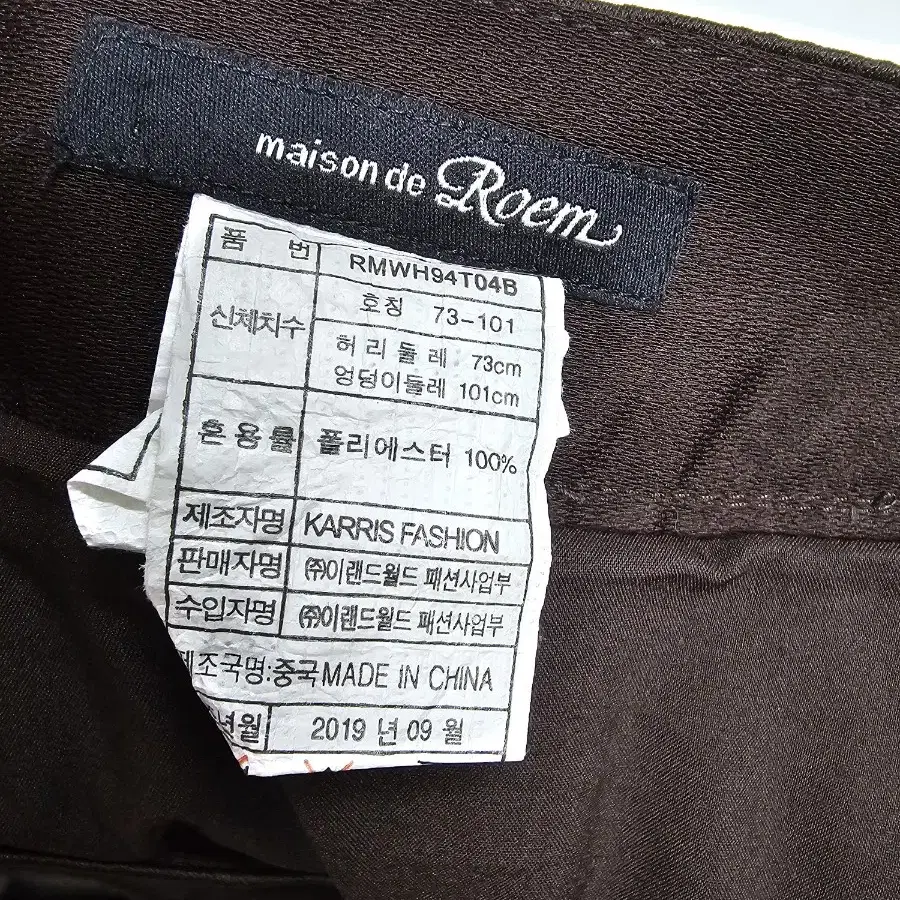 maison de Roem
품 번 RMWH94T04B
신체치수 호칭 73-101
허리둘레 73cm
엉덩이둘레 101cm
혼용률 폴리에스터 100%
제조자명 KARRIS FASHION
판매자명 ㈜이랜드월드 패션사업부
수입자명 ㈜이랜드월드 패션사업부
제조국명:중국 MADE IN CHINA
년월 2019 년 09 월